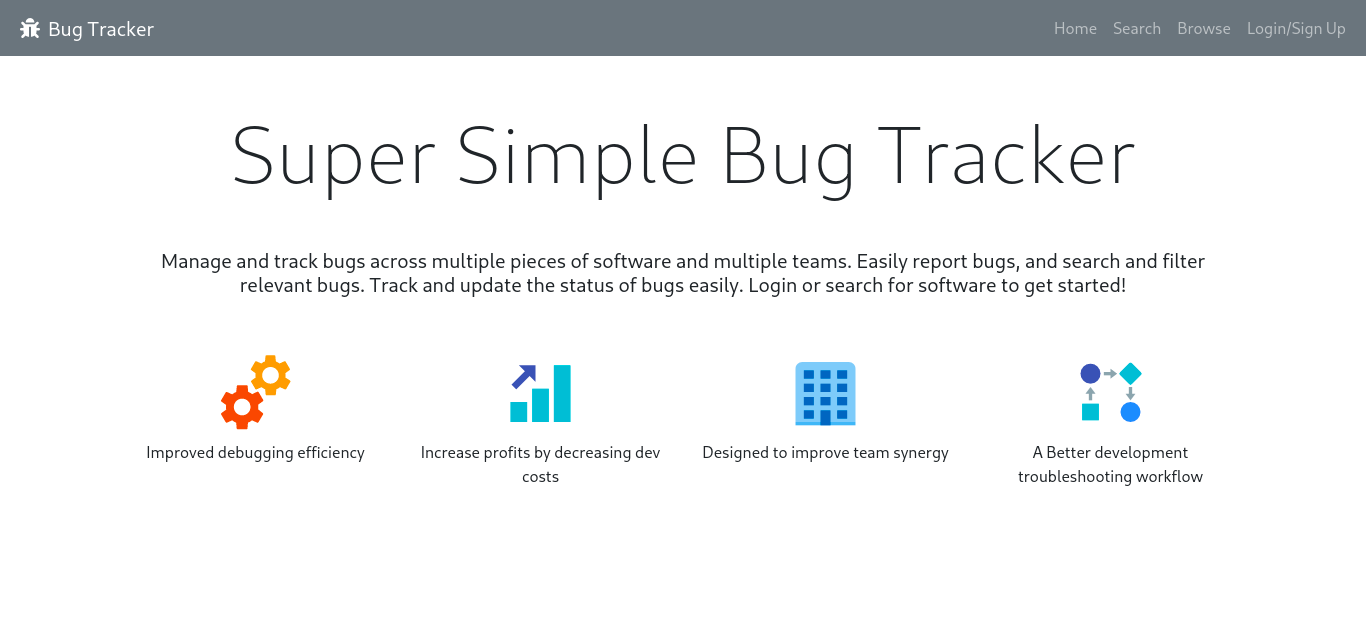 Bug Tracker
Home Search Browse Login/Sign Up
Super Simple Bug Tracker
Manage and track bugs across multiple pieces of software and multiple teams. Easily report bugs, and search and filter
relevant bugs. Track and update the status of bugs easily. Login or search for software to get started!
Improved debugging efficiency
Increase profits by decreasing dev
costs
Designed to improve team synergy
A Better development
troubleshooting workflow